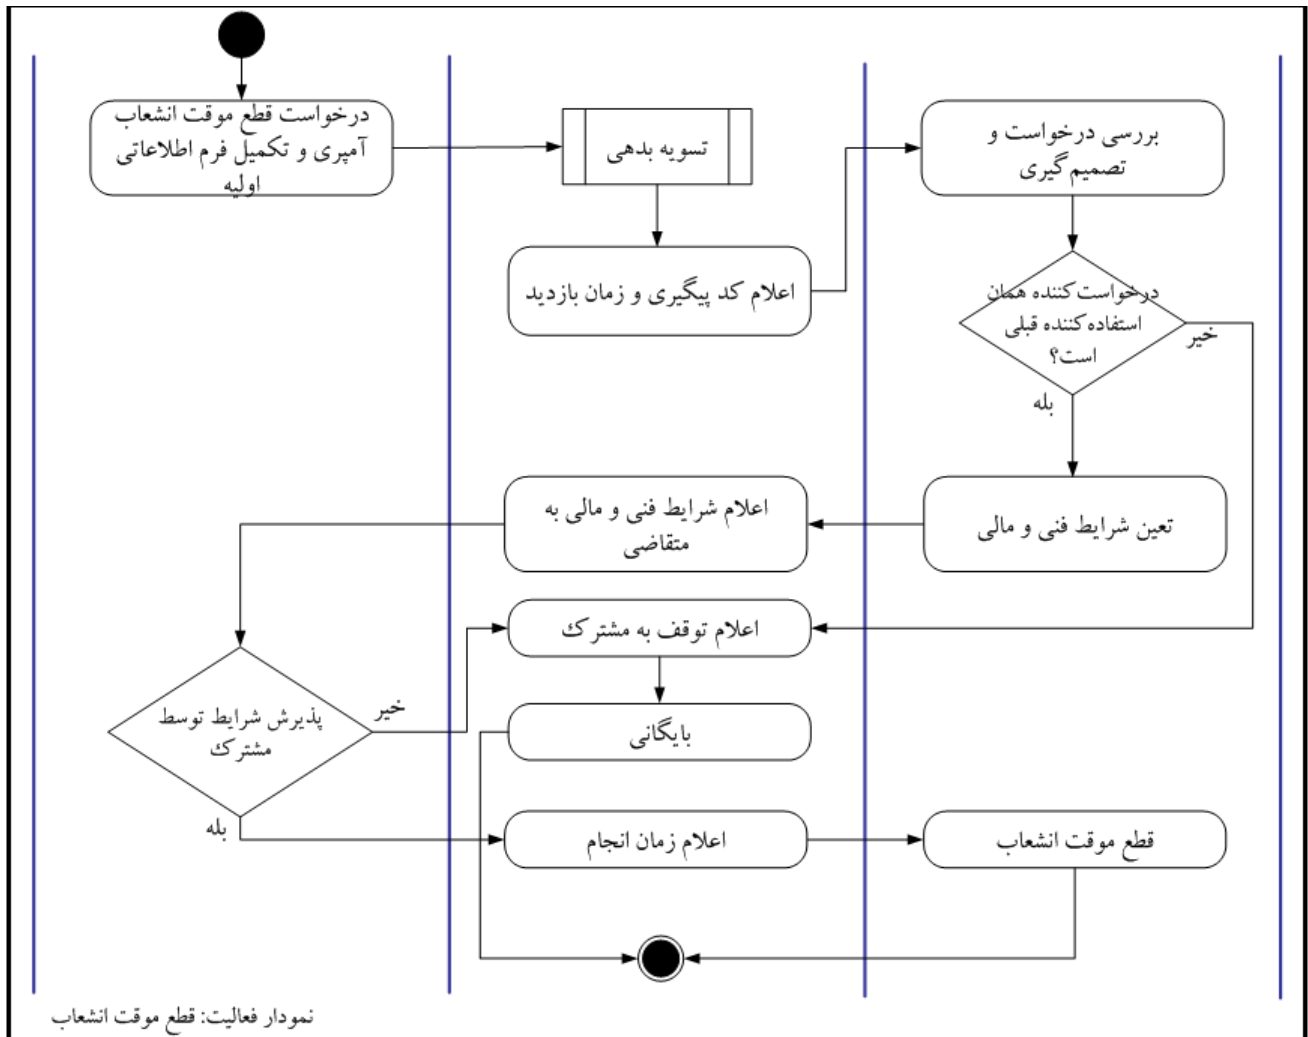 درخواست قطع موقت انشعاب
آمپری و تکمیل فرم اطلاعاتی
اولیه
تسویه بدهی
بررسی درخواست و
تصمیم‌گیری
اعلام کد پیگیری و زمان بازدید
درخواست‌کننده همان
استفاده‌کننده قبلی
است؟
خیر
بله
تعین شرایط فنی و مالی
اعلام شرایط فنی و مالی به
متقاضی
اعلام توقف به مشترک
پذیرش شرایط توسط
مشترک
خیر
بله
بایگانی
اعلام زمان انجام
قطع موقت انشعاب
نمودار فعالیت: قطع موقت انشعاب